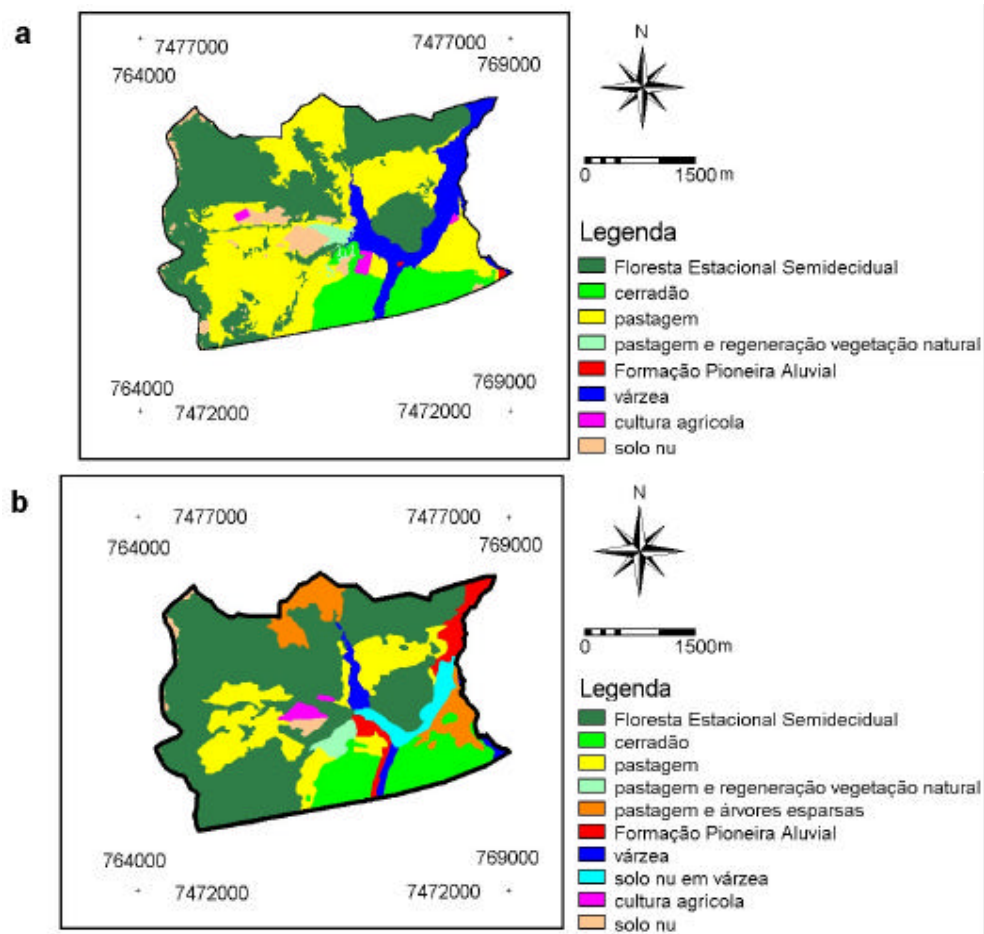 a
7477000
7477000
764000
769000
N
0 1500 m
Legenda
Floresta Estacional Semidecidual
cerradão
pastagem
pastagem e regeneração vegetação natural
Formação Pioneira Aluvial
várzea
cultura agrícola
solo nu
764000
769000
7472000
7472000
b
7477000
7477000
764000
769000
N
0 1500m
Legenda
Floresta Estacional Semidecidual
cerradão
pastagem
pastagem e regeneração vegetação natural
pastagem e árvores esparsas
Formação Pioneira Aluvial
várzea
solo nu em várzea
cultura agrícola
solo nu
764000
769000
7472000
7472000